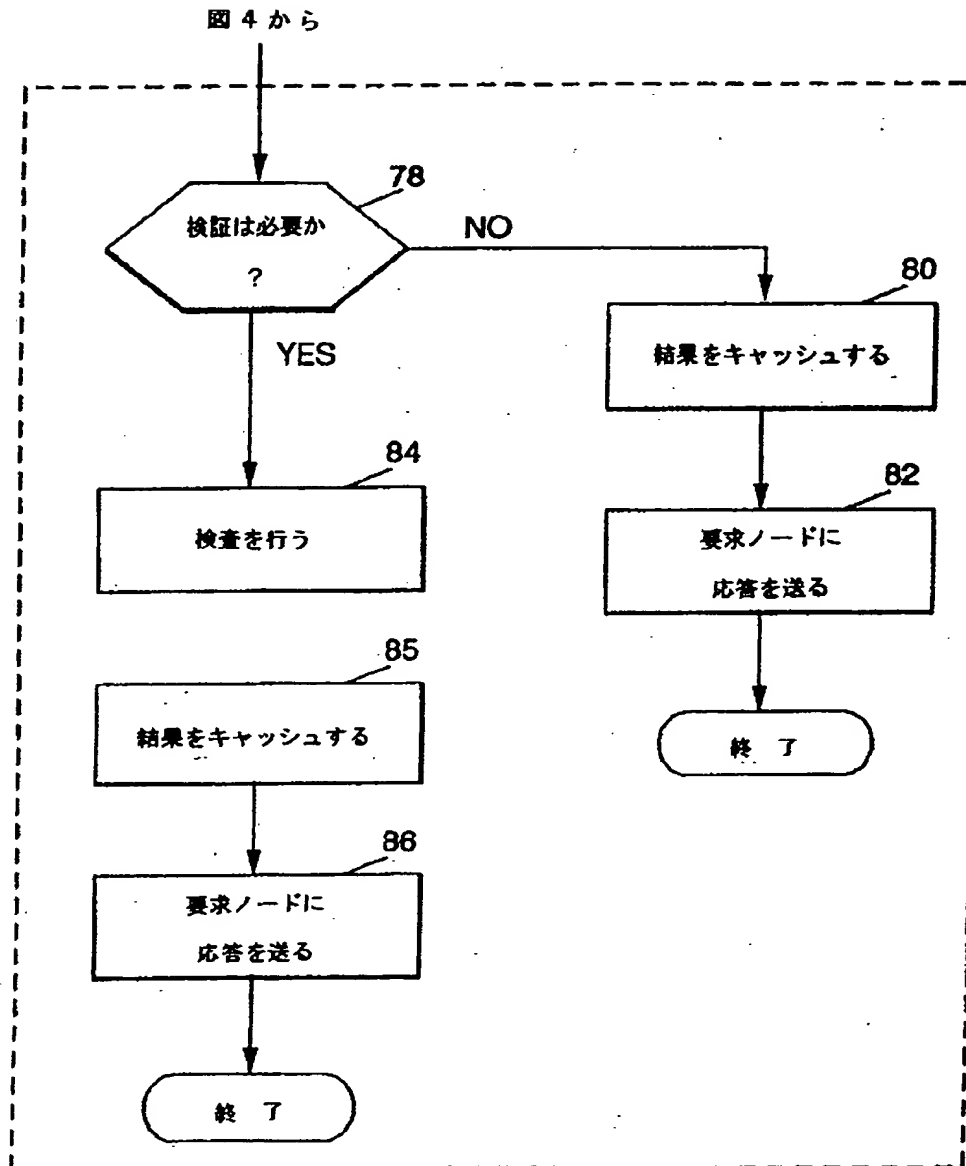 図4から
78
検証は必要か
?
NO
YES
80
結果をキャッシュする
84
検査を行う
82
要求ノードに
応答を送る
85
結果をキャッシュする
終了
86
要求ノードに
応答を送る
終了